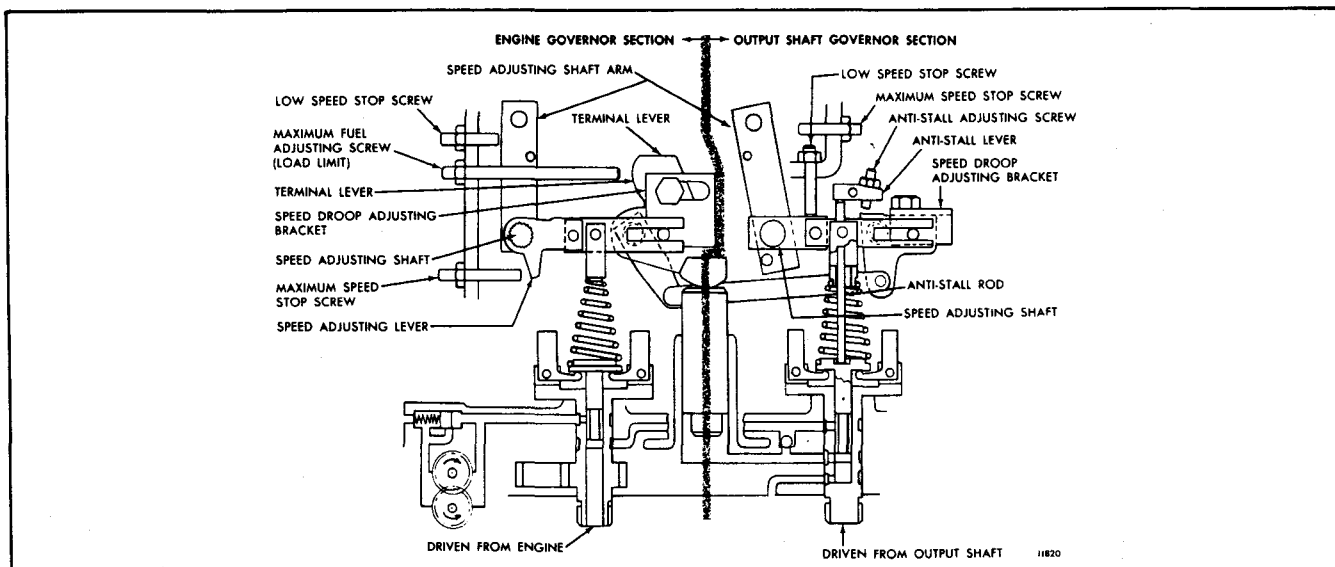 ENGINE GOVERNOR SECTION
OUTPUT SHAFT GOVERNOR SECTION
SPEED ADJUSTING SHAFT ARM
LOW SPEED STOP SCREW
LOW SPEED STOP SCREW
MAXIMUM SPEED STOP SCREW
TERMINAL LEVER
ANTI-STALL ADJUSTING SCREW
MAXIMUM FUEL
ADJUSTING SCREW
(LOAD LIMIT)
ANTI-STALL LEVER
SPEED DROOP
ADJUSTING BRACKET
TERMINAL LEVER
SPEED DROOP ADJUSTING
BRACKET
SPEED ADJUSTING SHAFT
MAXIMUM SPEED
STOP SCREW
ANTI-STALL ROD
SPEED ADJUSTING SHAFT
SPEED ADJUSTING LEVER
DRIVEN FROM ENGINE
DRIVEN FROM OUTPUT SHAFT
11820